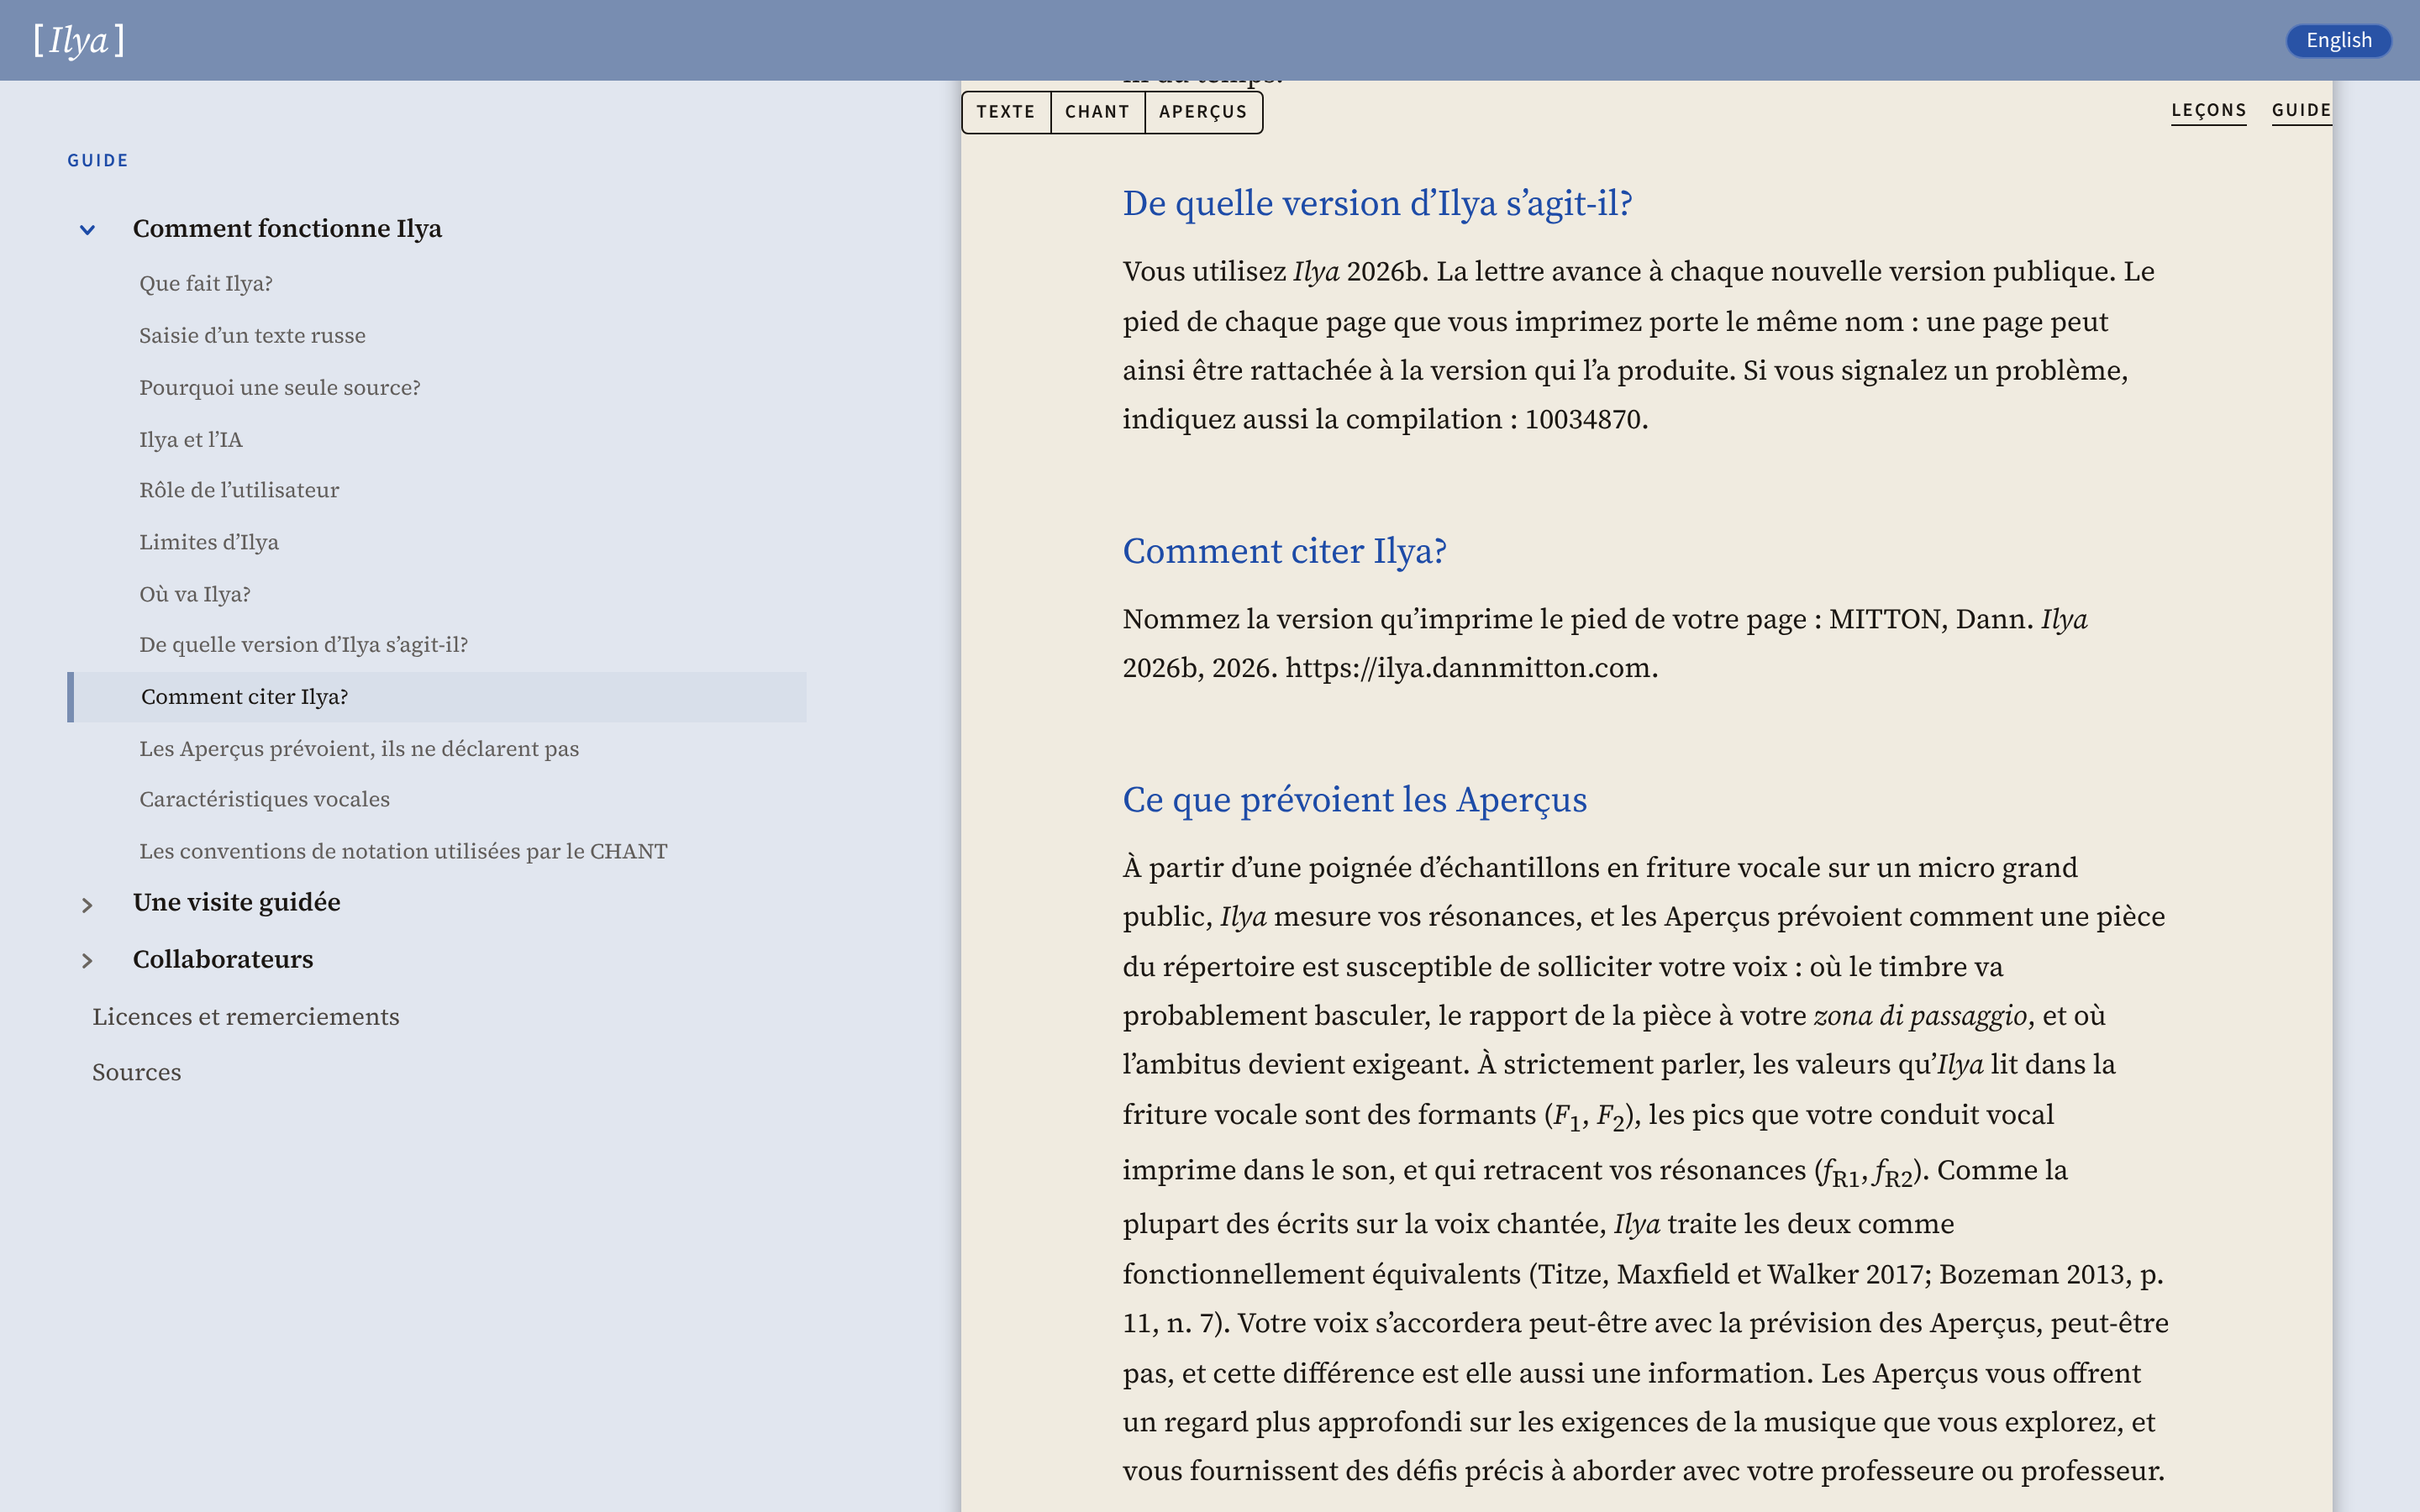 [ Ilya ]
English
GUIDE
Comment fonctionne Ilya
Que fait Ilya?
Saisie d’un texte russe
Pourquoi une seule source?
Ilya et l’IA
Rôle de l’utilisateur
Limites d’Ilya
Où va Ilya?
De quelle version d’Ilya s’agit-il?
Comment citer Ilya?
Les Aperçus prévoient, ils ne déclarent pas
Caractéristiques vocales
Les conventions de notation utilisées par le CHANT
Une visite guidée
Collaborateurs
Licences et remerciements
Sources
TEXTE CHANT APERÇUS
LEÇONS GUIDE
De quelle version d’Ilya s’agit-il?
Vous utilisez Ilya 2026b. La lettre avance à chaque nouvelle version publique. Le
pied de chaque page que vous imprimez porte le même nom : une page peut
ainsi être rattachée à la version qui l’a produite. Si vous signalez un problème,
indiquez aussi la compilation : 10034870.
Comment citer Ilya?
Nommez la version qu’imprime le pied de votre page : MITTON, Dann. Ilya
2026b, 2026. https://ilya.dannmitton.com.
Ce que prévoient les Aperçus
À partir d’une poignée d’échantillons en friture vocale sur un micro grand
public, Ilya mesure vos résonances, et les Aperçus prévoient comment une pièce
du répertoire est susceptible de solliciter votre voix : où le timbre va
probablement basculer, le rapport de la pièce à votre zona di passaggio, et où
l’ambitus devient exigeant. À strictement parler, les valeurs qu’Ilya lit dans la
friture vocale sont des formants (F1, F2), les pics que votre conduit vocal
imprime dans le son, et qui retracent vos résonances (fR1, fR2). Comme la
plupart des écrits sur la voix chantée, Ilya traite les deux comme
fonctionnellement équivalents (Titze, Maxfield et Walker 2017; Bozeman 2013, p.
11, n. 7). Votre voix s’accordera peut-être avec la prévision des Aperçus, peut-être
pas, et cette différence est elle aussi une information. Les Aperçus vous offrent
un regard plus approfondi sur les exigences de la musique que vous explorez, et
vous fournissent des défis précis à aborder avec votre professeure ou professeur.